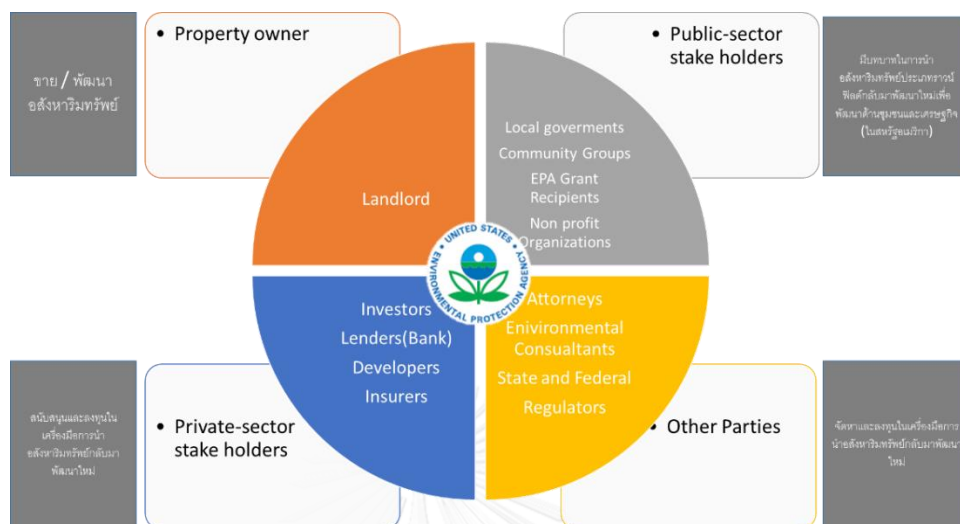 • Property owner
ขาย / พัฒนา
อสังหาริมทรัพย์
Landlord
• Public-sector
stake holders
มีบทบาทในการนำ
อสังหาริมทรัพย์ประเภทราวน์
ฟิลด์กลับมาพัฒนาใหม่เพื่อ
พัฒนาด้านชุมชนและเศรษฐกิจ
(ในสหรัฐอเมริกา)
Local goverments
Community Groups
EPA Grant
Recipients
Non profit
Organizations
UNITED STATES
ENVIRONMENTAL PROTECTION AGENCY
Investors
Lenders(Bank)
Developers
Insurers
• Private-sector
stake holders
สนับสนุนและลงทุนใน
เครื่องมือการนำ
อสังหาริมทรัพย์กลับมา
พัฒนาใหม่
Attorneys
Enivironmental
Consualtants
State and Federal
Regulators
• Other Parties
จัดหาและลงทุนในเครื่องมือการ
นำอสังหาริมทรัพย์กลับมาพัฒนา
ใหม่